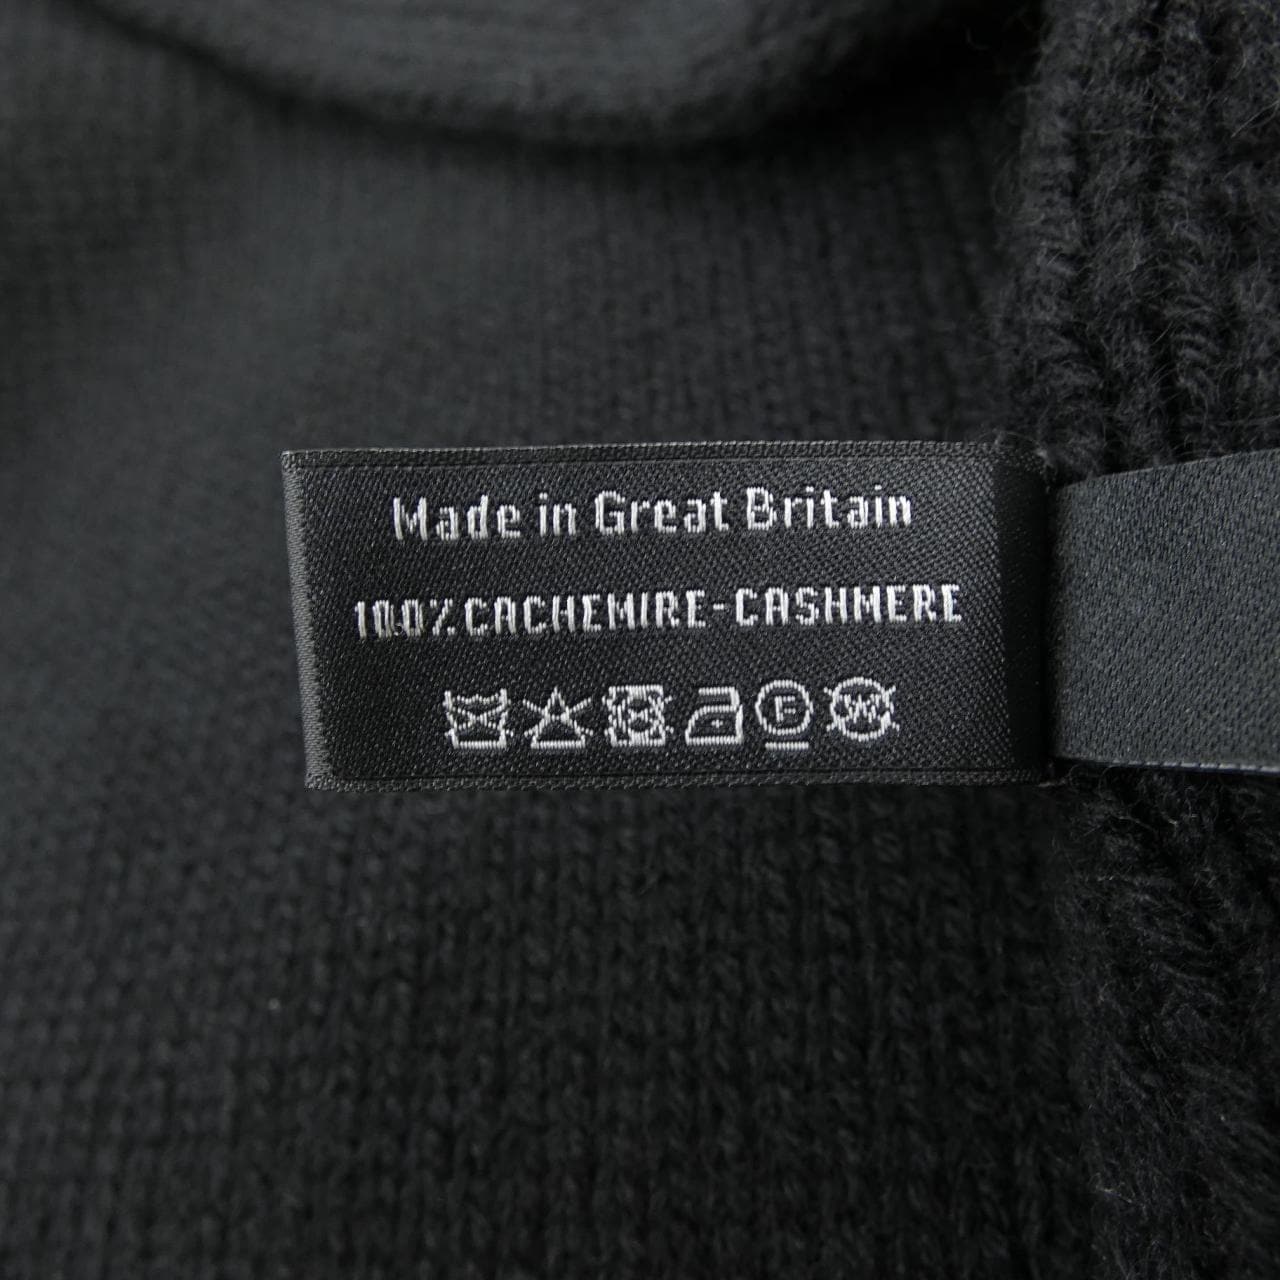 Made in Great Britain
100% CACHEMIRE-CASHMERE
F W